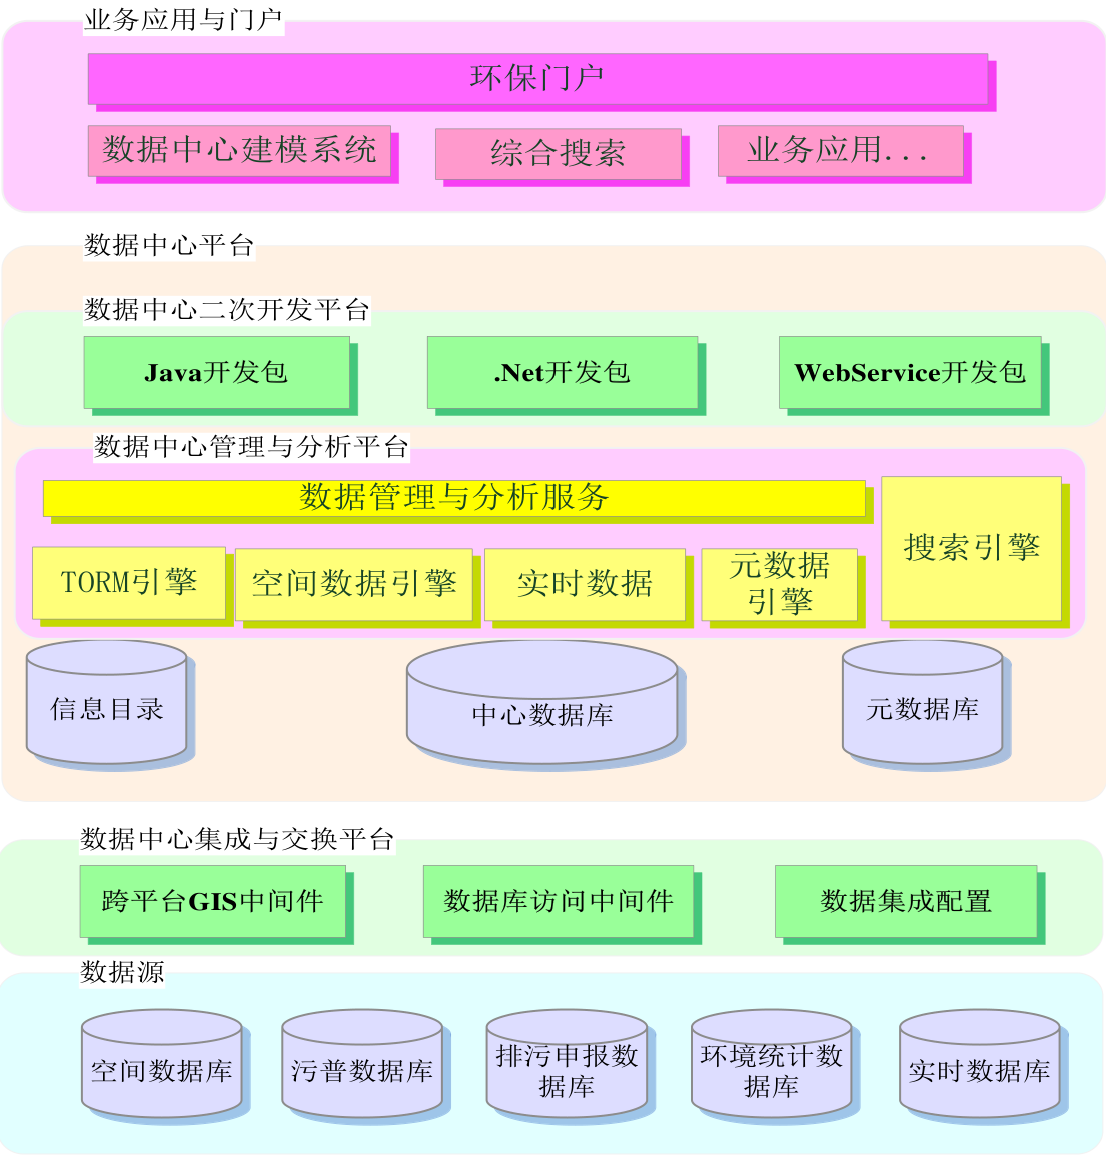 业务应用与门户
环保门户
数据中心建模系统
综合搜索
业务应用...
数据中心平台
数据中心二次开发平台
Java开发包
.Net开发包
WebService开发包
数据中心管理与分析平台
数据管理与分析服务
搜索引擎
TORM引擎
空间数据引擎
实时数据
元数据
引擎
信息目录
中心数据库
元数据库
数据中心集成与交换平台
跨平台GIS中间件
数据库访问中间件
数据集成配置
数据源
空间数据库
污普数据库
排污申报数
据库
环境统计数
据库
实时数据库